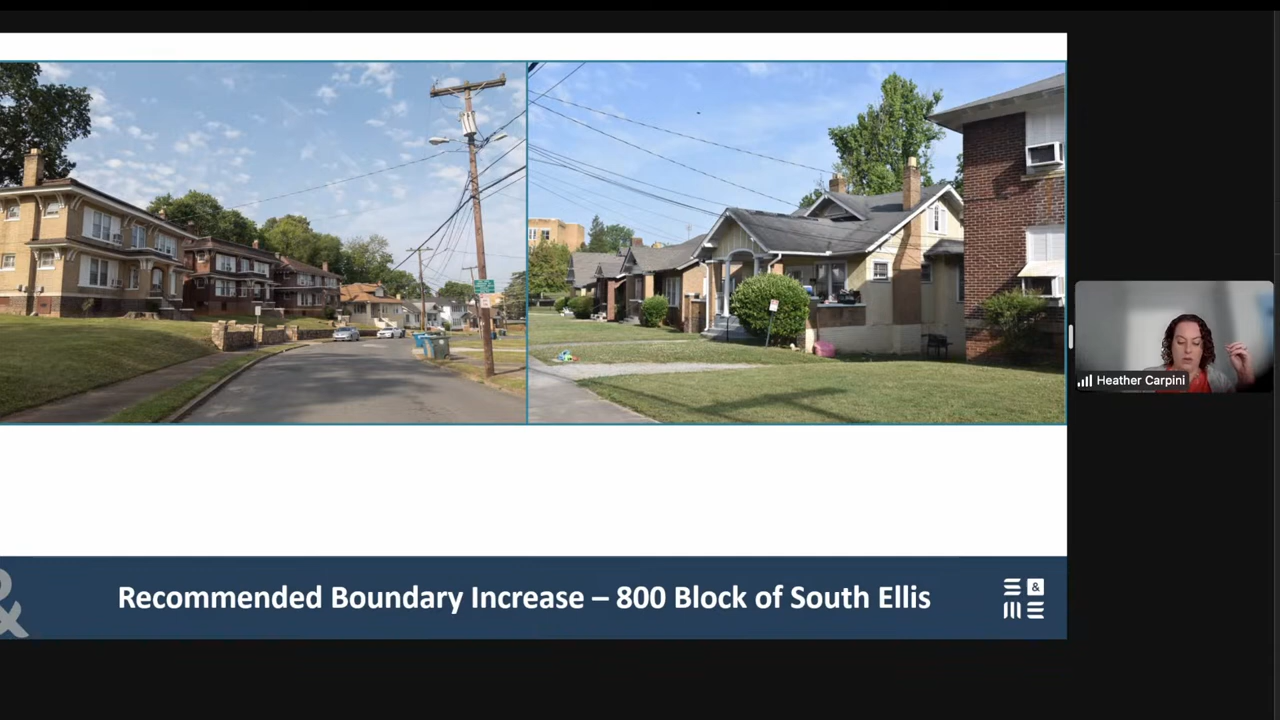 Heather Carpini
Recommended Boundary Increase – 800 Block of South Ellis
&
&